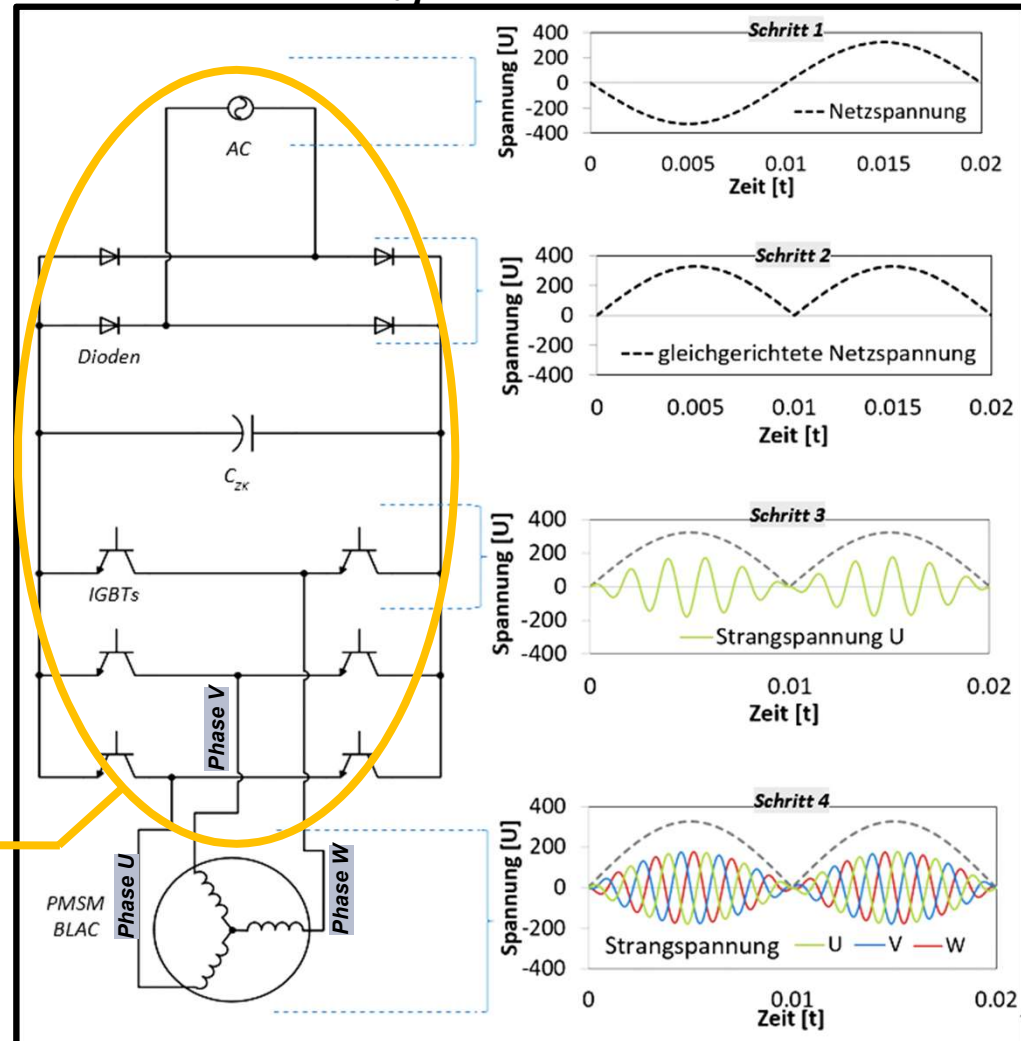 AC
Dioden
C_ZK
IGBTs
Phase V
Phase U
Phase W
PMSM
BLAC
Schritt 1
Spannung [U]
400
200
0
-200
-400
Netzspannung
0 0.005 0.01 0.015 0.02
Zeit [t]
Schritt 2
Spannung [U]
400
200
0
-200
-400
gleichgerichtete Netzspannung
0 0.005 0.01 0.015 0.02
Zeit [t]
Schritt 3
Spannung [U]
400
200
0
-200
-400
Strangspannung U
0 0.01 0.02
Zeit [t]
Schritt 4
Spannung [U]
400
200
0
-200
-400
Strangspannung U V W
0 0.01 0.02
Zeit [t]